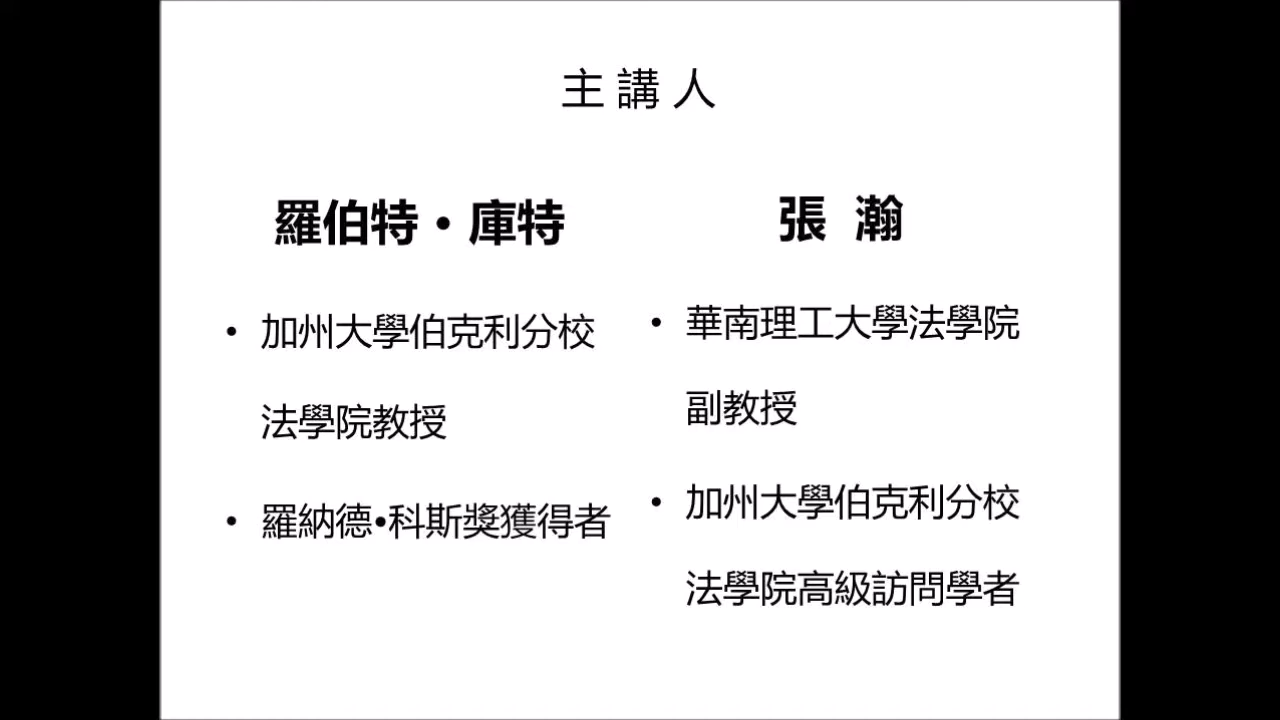 主講人
羅伯特•庫特
• 加州大學伯克利分校
法學院教授
• 羅納德•科斯獎獲得者
張 瀚
• 華南理工大學法學院
副教授
• 加州大學伯克利分校
法學院高級訪問學者